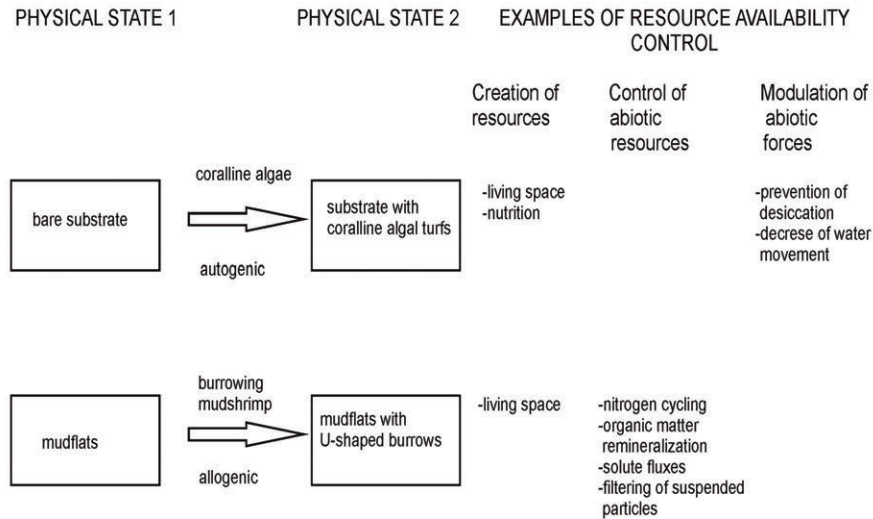 PHYSICAL STATE 1
PHYSICAL STATE 2
EXAMPLES OF RESOURCE AVAILABILITY
CONTROL
Creation of
resources
Control of
abiotic
resources
Modulation of
abiotic
forces
bare substrate
coralline algae
autogenic
substrate with
coralline algal turfs
-living space
-nutrition
-prevention of
desiccation
-decrese of water
movement
mudflats
burrowing
mudshrimp
allogenic
mudflats with
U-shaped burrows
-living space
-nitrogen cycling
-organic matter
remineralization
-solute fluxes
-filtering of suspended
particles